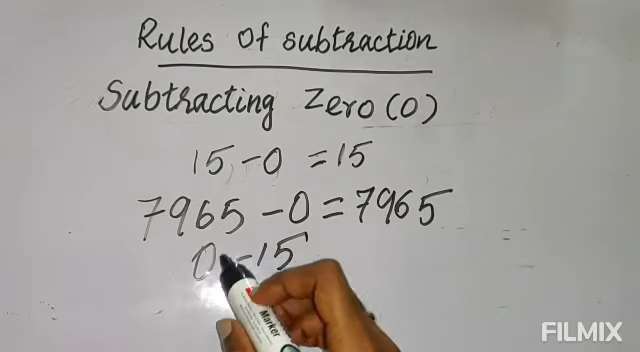 Rules of subtraction
Subtracting Zero (0)
15 - 0 = 15
7965 - 0 = 7965
0 - 15
Marker
FILMIX